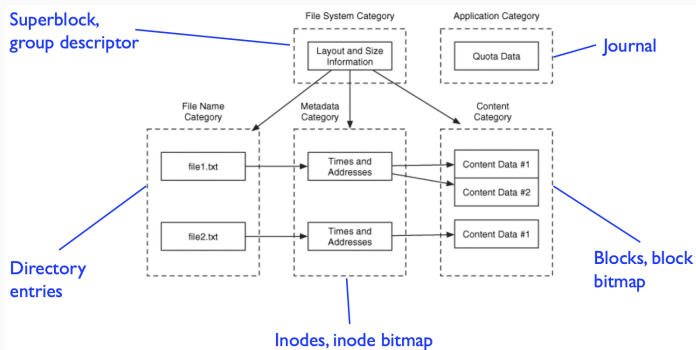 Superblock,
group descriptor
File System Category
Layout and Size
Information
Application Category
Quota Data
Journal
File Name
Category
file1.txt
file2.txt
Metadata
Category
Times and
Addresses
Times and
Addresses
Content
Category
Content Data #1
Content Data #2
Content Data #1
Directory
entries
Inodes, inode bitmap
Blocks, block
bitmap